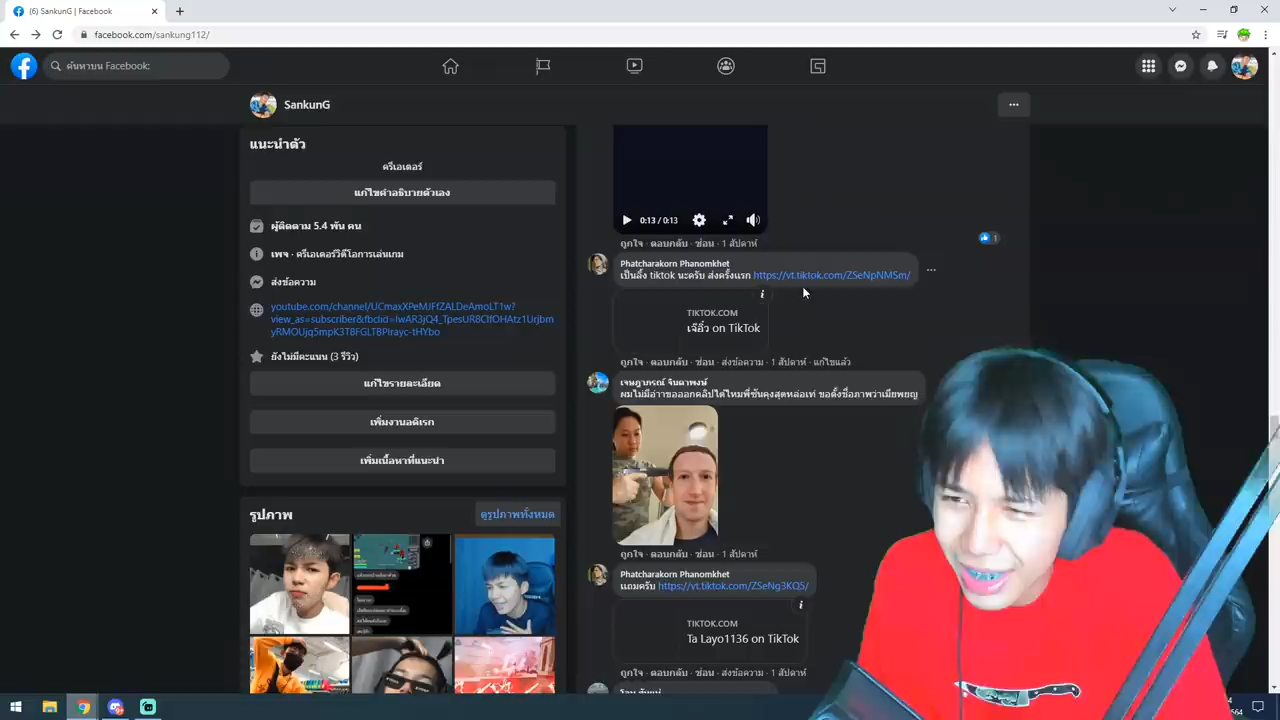 (6) SankunG | Facebook
facebook.com/sankung112/
ค้นหาบน Facebook
SankunG
แนะนำตัว
ครีเอเตอร์
แก้ไขคำอธิบายตัวเอง
ผู้ติดตาม 5.4 พัน คน
เพจ · ครีเอเตอร์วิดีโอการเล่นเกม
ส่งข้อความ
youtube.com/channel/UCmaxXPeMJFfZALDeAmoLT1w?
view_as=subscriber&fbclid=IwAR3jQ4_TpesUR8CIfOHAtz1Urjbm
yRMOUjq5mpK3T8FGLTBPIrayc-tHYbo
ยังไม่มีคะแนน (3 รีวิว)
แก้ไขรายละเอียด
เพิ่มงานอดิเรก
เพิ่มเนื้อหาที่แนะนำ
รูปภาพ
ดูรูปภาพทั้งหมด
0:13 / 0:13
ถูกใจ · ตอบกลับ · ซ่อน · 1 สัปดาห์
1
Phatcharakorn Phanomkhet
เป็นลิ้ง tiktok นะครับ ส่งครั้งแรก https://vt.tiktok.com/ZSeNpNMSm/
TIKTOK.COM
เจ๊อิ๋ว on TikTok
ถูกใจ · ตอบกลับ · ซ่อน · ส่งข้อความ · 1 สัปดาห์ · แก้ไขแล้ว
เจษฎาภรณ์ จินดาพงษ์
ผมไม่มีอ่าาขอออกคลิปได้ไหมพี่ซันคุงสุดหล่อเท่ ขอตั้งชื่อภาพว่าเมียพยญ
ถูกใจ · ตอบกลับ · ซ่อน · 1 สัปดาห์
Phatcharakorn Phanomkhet
แถมครับ https://vt.tiktok.com/ZSeNg3KQ5/
TIKTOK.COM
Ta Layo1136 on TikTok
ถูกใจ · ตอบกลับ · ซ่อน · ส่งข้อความ · 1 สัปดาห์